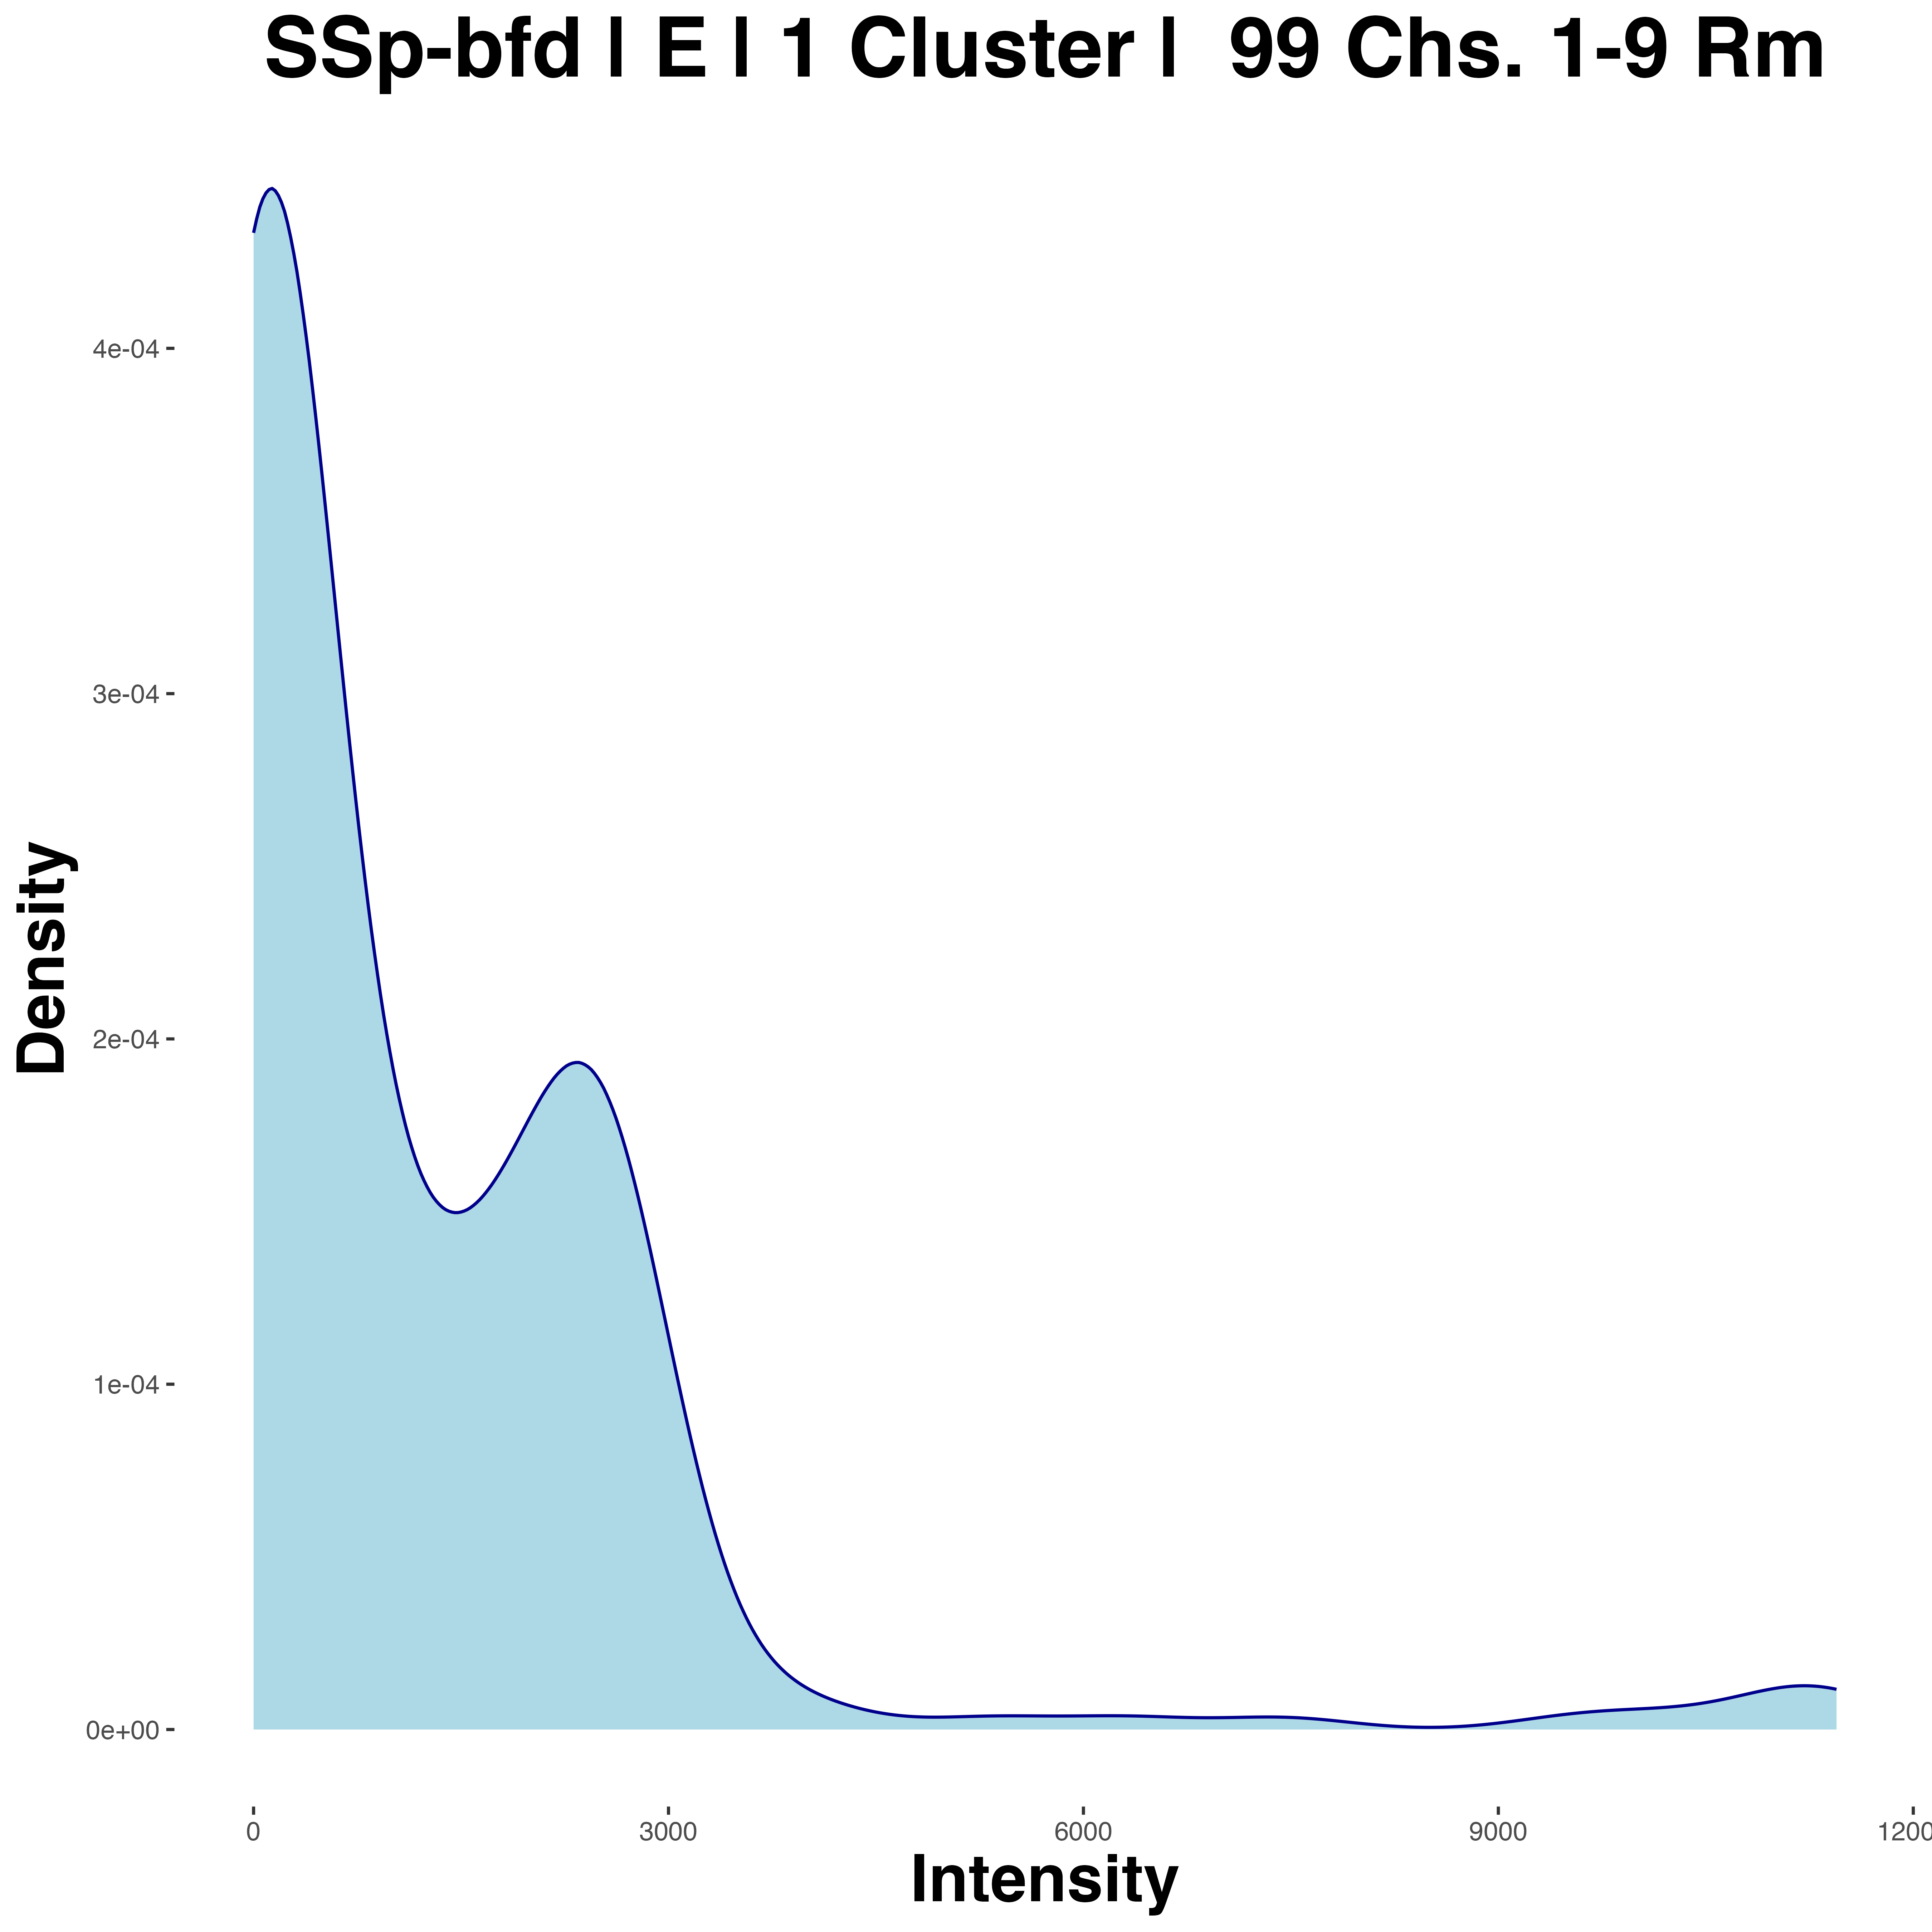 SSp-bfd | E | 1 Cluster | 99 Chs. 1-9 Rm
Density
4e-04
3e-04
2e-04
1e-04
0e+00
0
3000
6000
9000
1200
Intensity